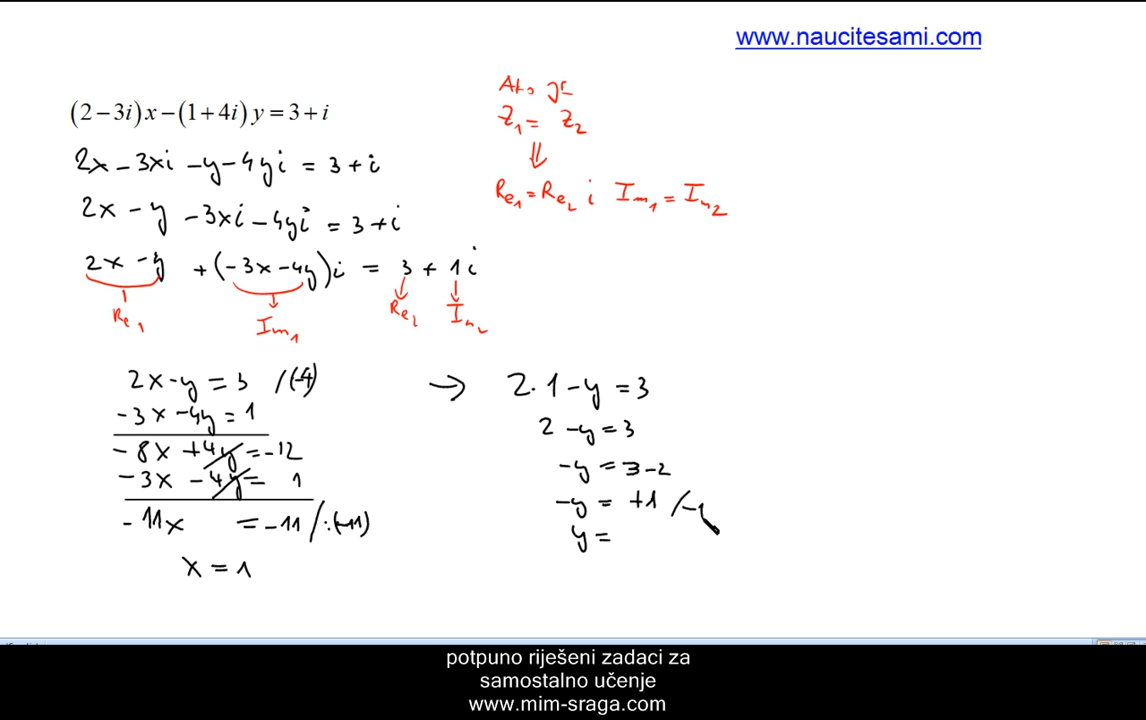 www.naucitesami.com
(2−3i)x−(1+4i)y=3+i
2x − 3xi − y − 4yi = 3 + i
2x − y − 3xi − 4yi = 3 + i
2x − y + (−3x − 4y)i = 3 + 1i
Re₁ Im₁ Re₂ Im₂
Ako je
Z₁ = Z₂
⇓
Re₁ = Re₂ i Im₁ = Im₂
2x − y = 3 /(−4)
−3x − 4y = 1
−8x + 4y = −12
−3x − 4y = 1
−11x = −11 /:(−11)
x = 1
→ 2·1 − y = 3
2 − y = 3
−y = 3 − 2
−y = +1 /−1
y =
potpuno riješeni zadaci za
samostalno učenje
www.mim-sraga.com